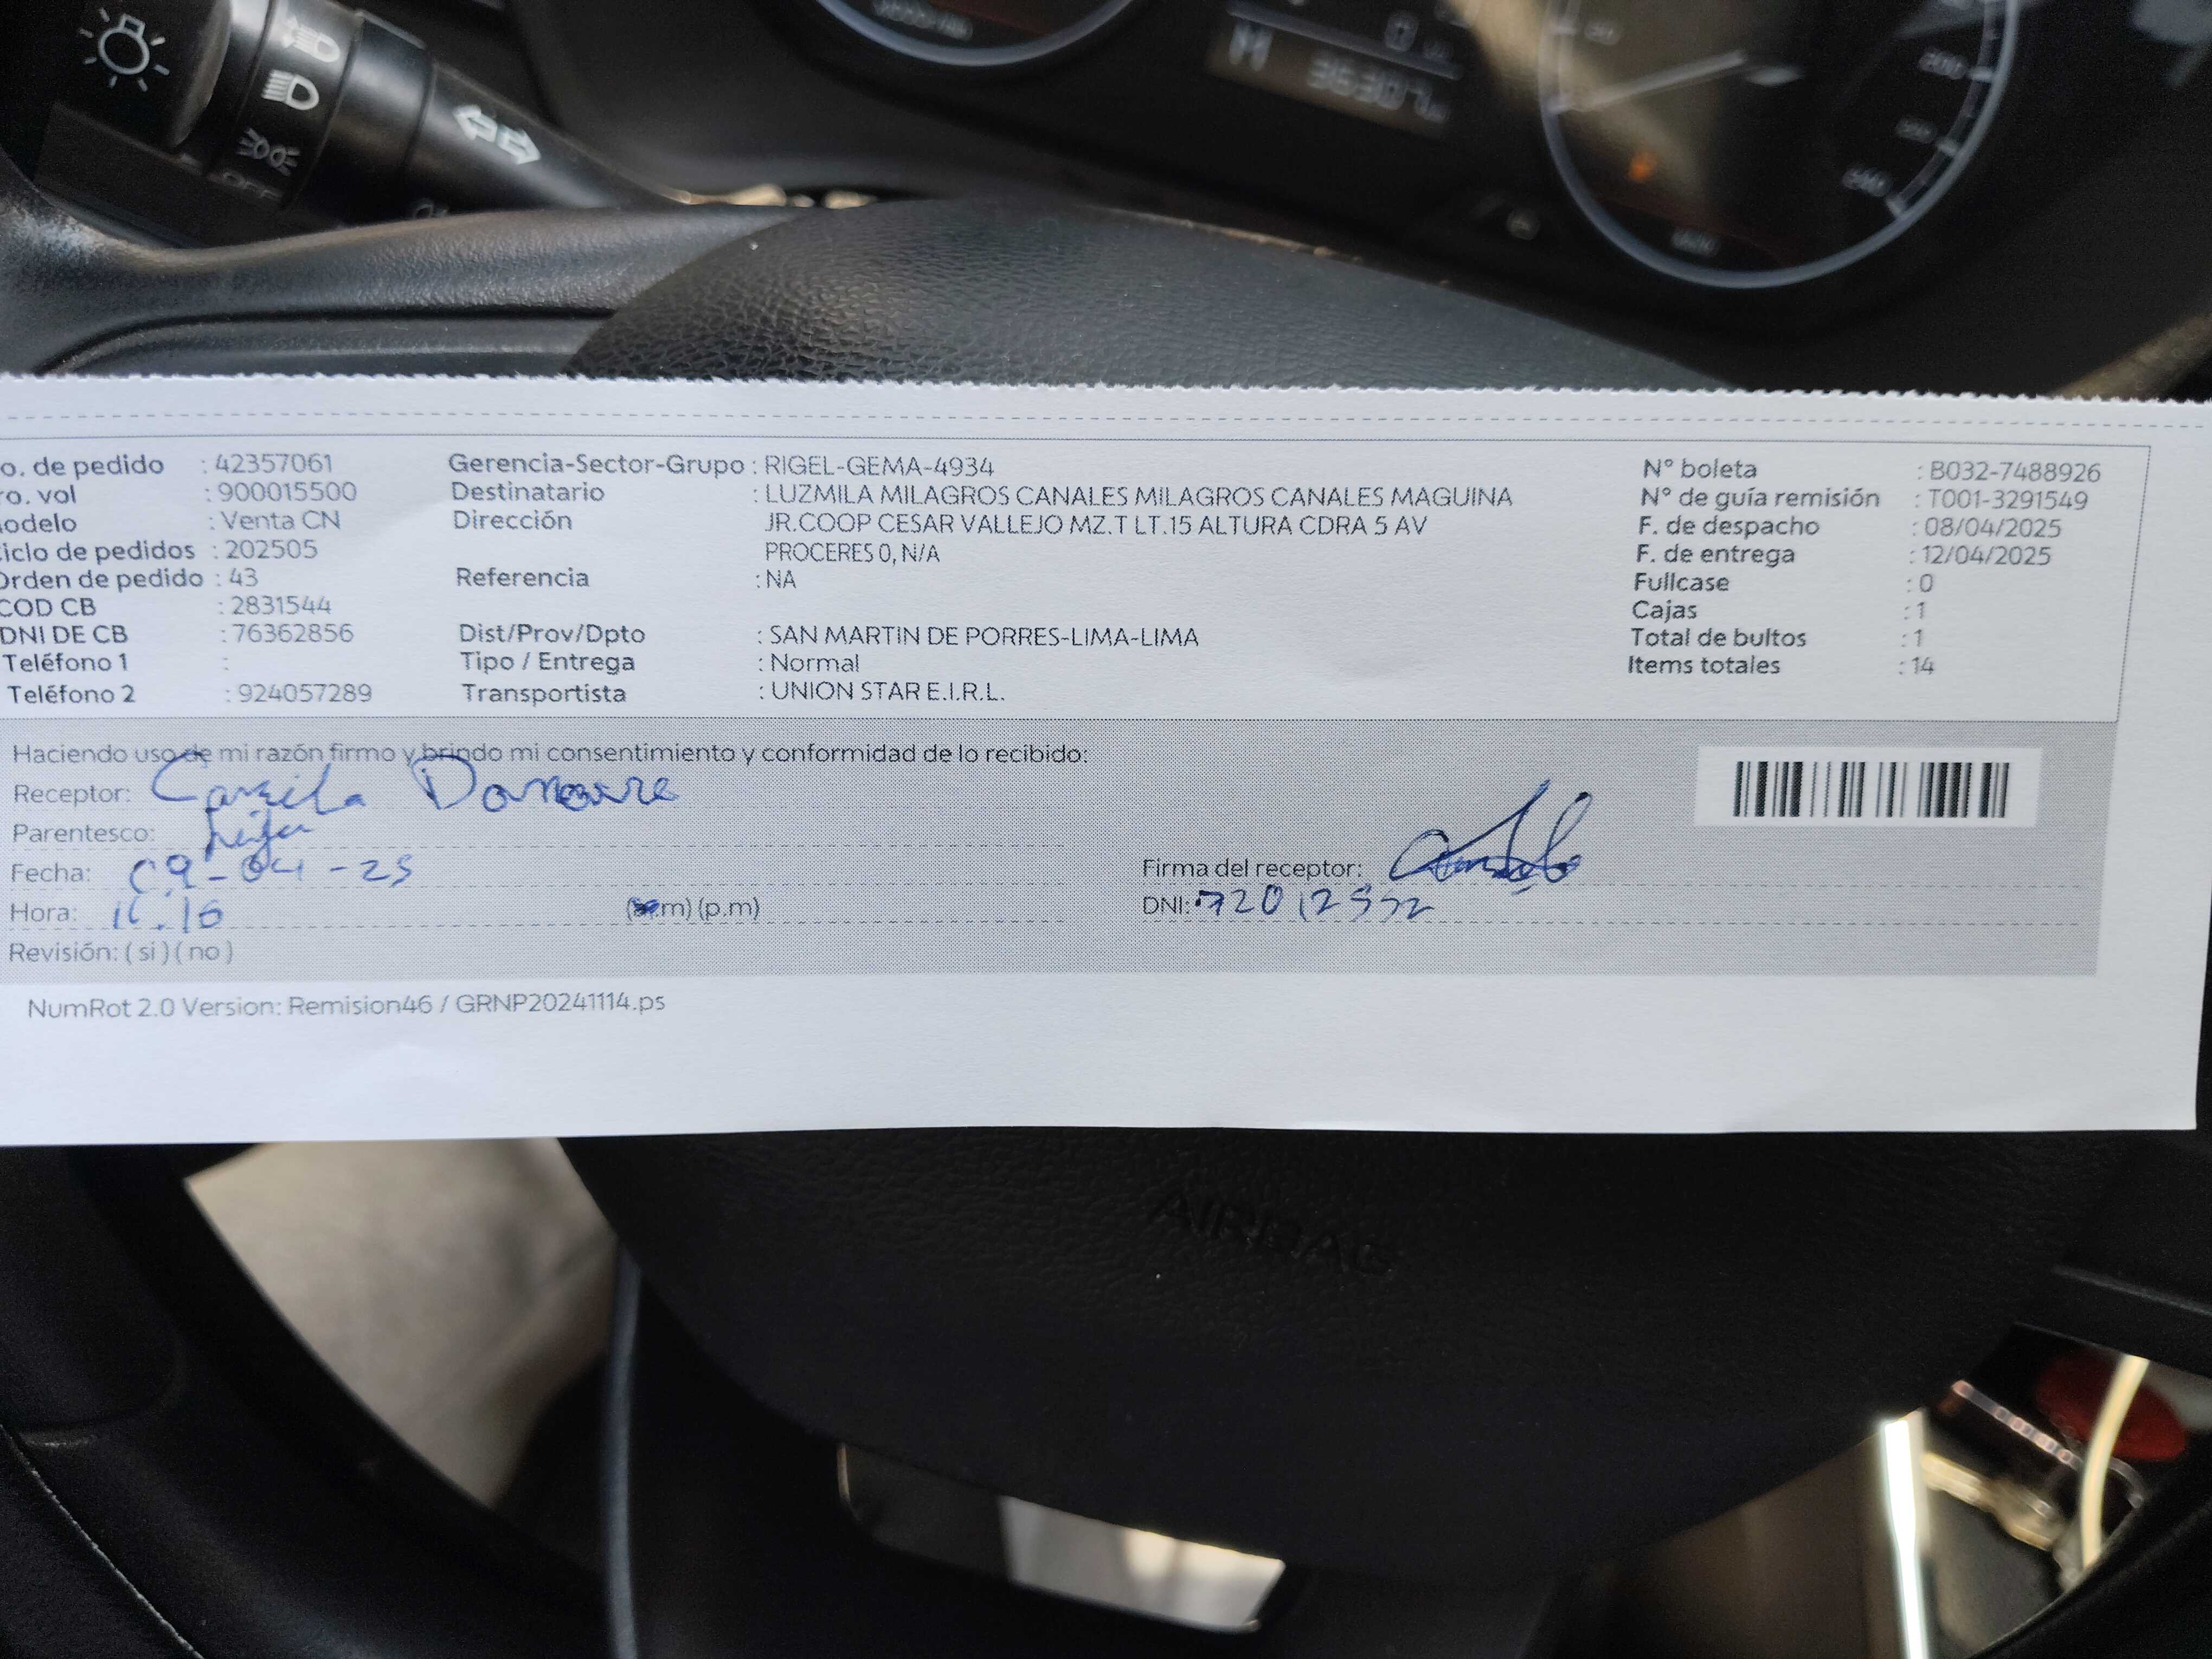 OFF
AIRBAG
o. de pedido : 42357061
ro. vol : 900015500
odelo : Venta CN
iclo de pedidos : 202505
Orden de pedido : 43
COD CB : 2831544
DNI DE CB : 76362856
Teléfono 1 :
Teléfono 2 : 924057289
Gerencia-Sector-Grupo : RIGEL-GEMA-4934
Destinatario : LUZMILA MILAGROS CANALES MILAGROS CANALES MAGUINA
Dirección JR.COOP CESAR VALLEJO MZ.T LT.15 ALTURA CDRA 5 AV
PROCERES 0, N/A
Referencia : NA
Dist/Prov/Dpto : SAN MARTIN DE PORRES-LIMA-LIMA
Tipo / Entrega : Normal
Transportista : UNION STAR E.I.R.L.
N° boleta : B032-7488926
N° de guía remisión : T001-3291549
F. de despacho : 08/04/2025
F. de entrega : 12/04/2025
Fullcase : 0
Cajas : 1
Total de bultos : 1
Items totales : 14
Haciendo uso de mi razón firmo y brindo mi consentimiento y conformidad de lo recibido:
Receptor: Camila
Parentesco:
Fecha: 09-04-25
Hora: 16 (p.m)
Revisión: ( si ) ( no )
Firma del receptor:
DNI:
NumRot 2.0 Version: Remision46 / GRNP20241114.ps